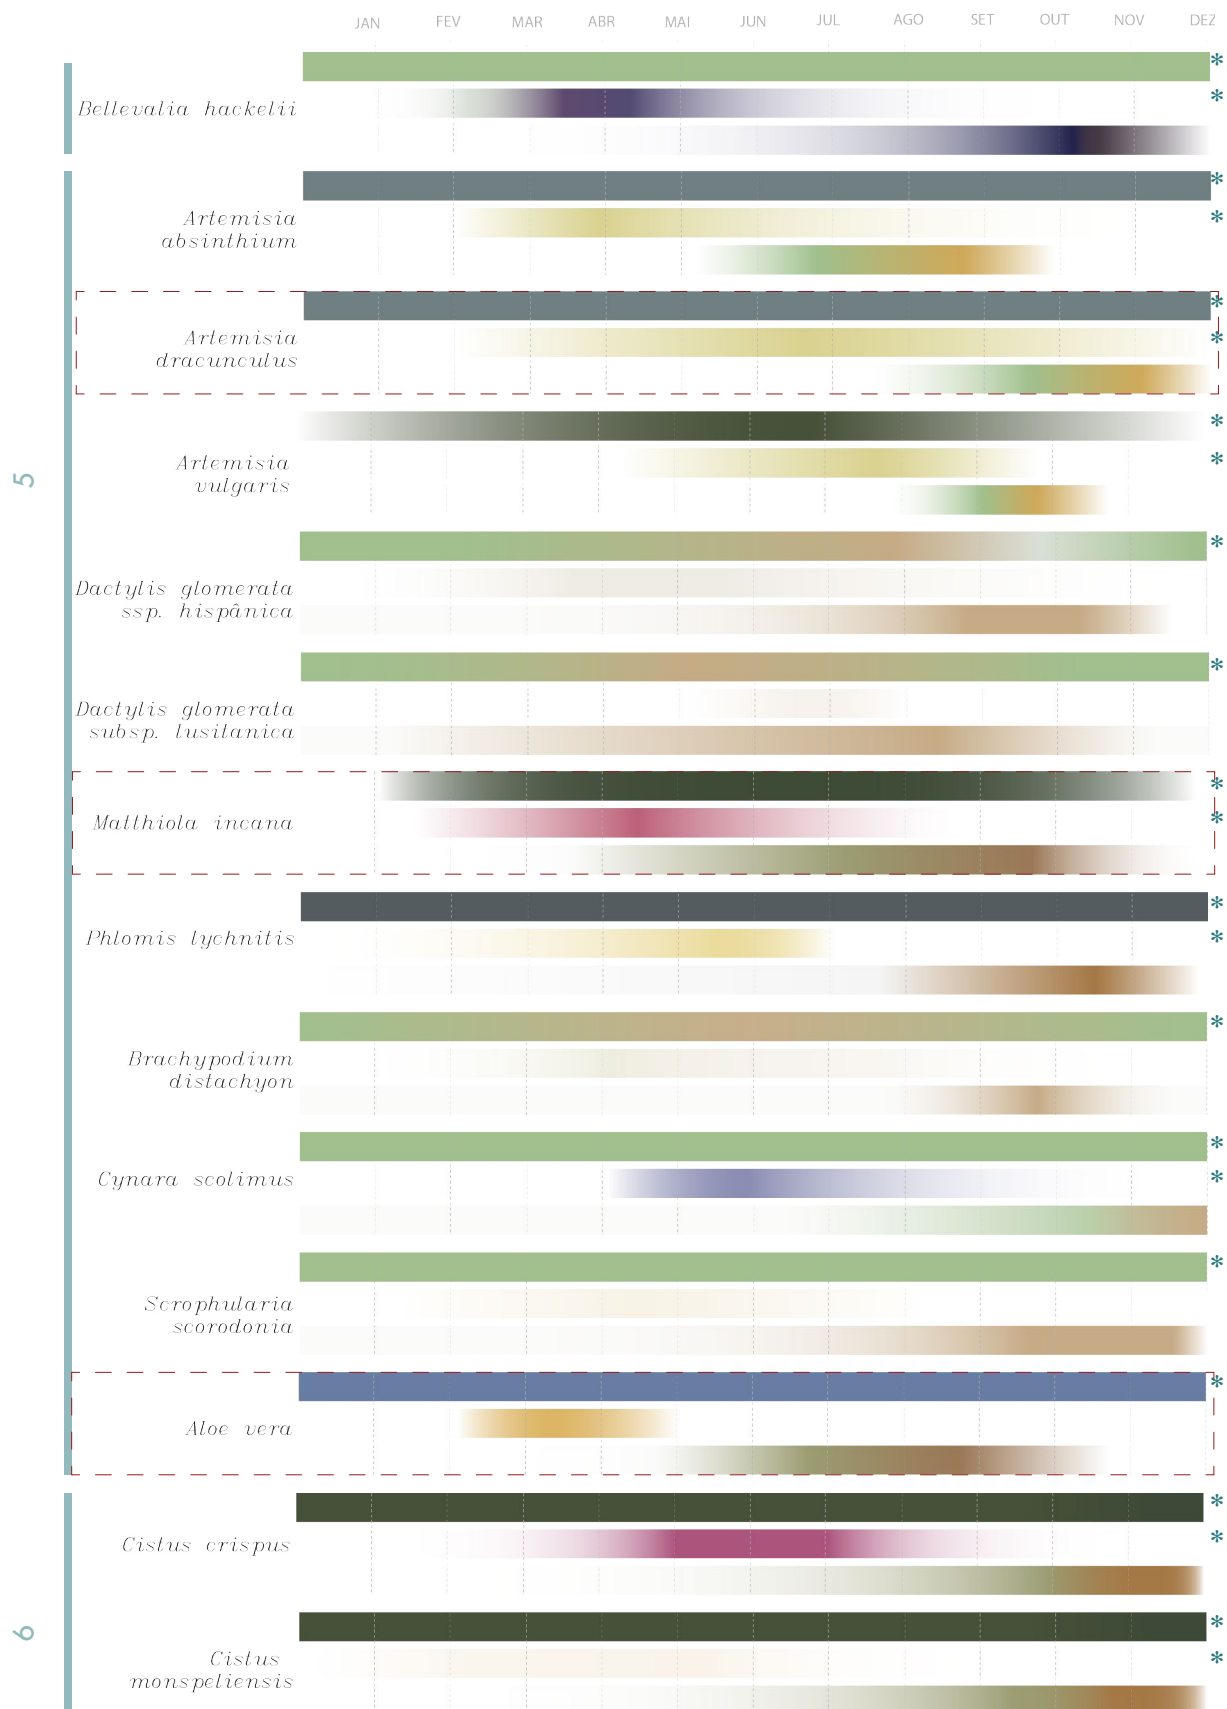 JAN FEV MAR ABR MAI JUN JUL AGO SET OUT NOV DEZ
*
Bellevalia hackelii *
*
Artemisia *
absinthium
*
Artemisia *
dracunculus
*
Artemisia *
vulgaris
5
*
Dactylis glomerata
ssp. hispânica
*
Dactylis glomerata
subsp. lusilanica
*
Matthiola incana *
*
Phlomis lychnitis *
*
Brachypodium
distachyon
*
Cynara scolimus *
*
Scrophularia
scorodonia
*
Aloe vera
*
Cistus crispus *
6
*
Cistus *
monspeliensis